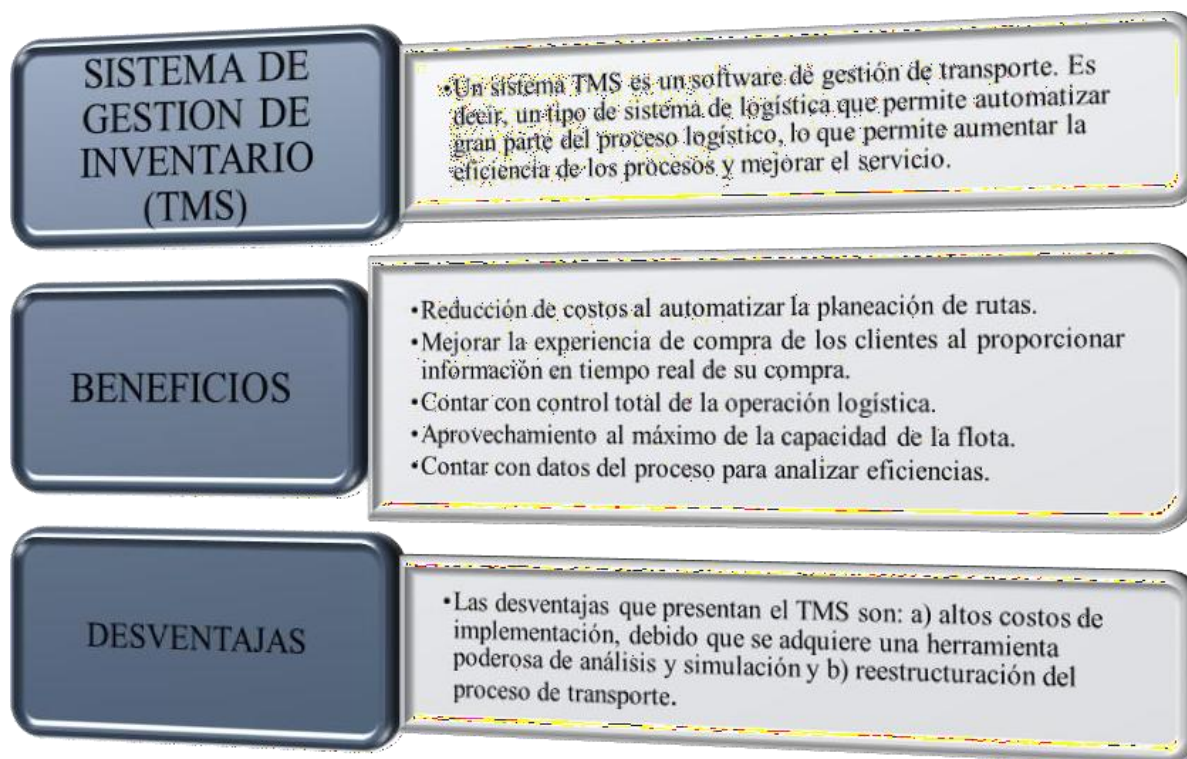 SISTEMA DE
GESTION DE
INVENTARIO
(TMS)
•Un sistema TMS es un software de gestión de transporte. Es
decir, un tipo de sistema de logística que permite automatizar
gran parte del proceso logístico, lo que permite aumentar la
eficiencia de los procesos y mejorar el servicio.
BENEFICIOS
•Reducción de costos al automatizar la planeación de rutas.
•Mejorar la experiencia de compra de los clientes al proporcionar
información en tiempo real de su compra.
•Contar con control total de la operación logística.
•Aprovechamiento al máximo de la capacidad de la flota.
•Contar con datos del proceso para analizar eficiencias.
DESVENTAJAS
•Las desventajas que presentan el TMS son: a) altos costos de
implementación, debido que se adquiere una herramienta
poderosa de análisis y simulación y b) reestructuración del
proceso de transporte.